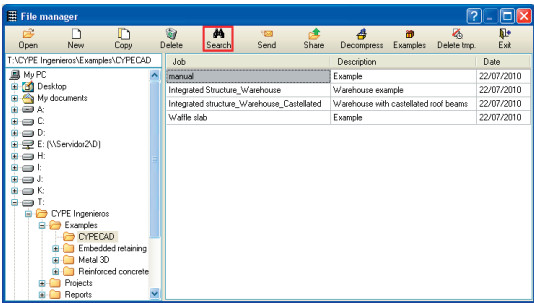 File manager
Open New Copy Delete Search Send Share Decompress Examples Delete tmp. Exit
T:\CYPE Ingenieros\Examples\CYPECAD
Job Description Date
My PC
Desktop
My documents
A:
C:
D:
E: (\\Servidor2\D)
H:
I:
J:
K:
T:
CYPE Ingenieros
Examples
CYPECAD
Embedded retaining
Metal 3D
Reinforced concrete
Projects
Reports
manual Example 22/07/2010
Integrated Structure_Warehouse Warehouse example 22/07/2010
Integrated structure_Warehouse_Castellated Warehouse with castellated roof beams 22/07/2010
Waffle slab Example 22/07/2010